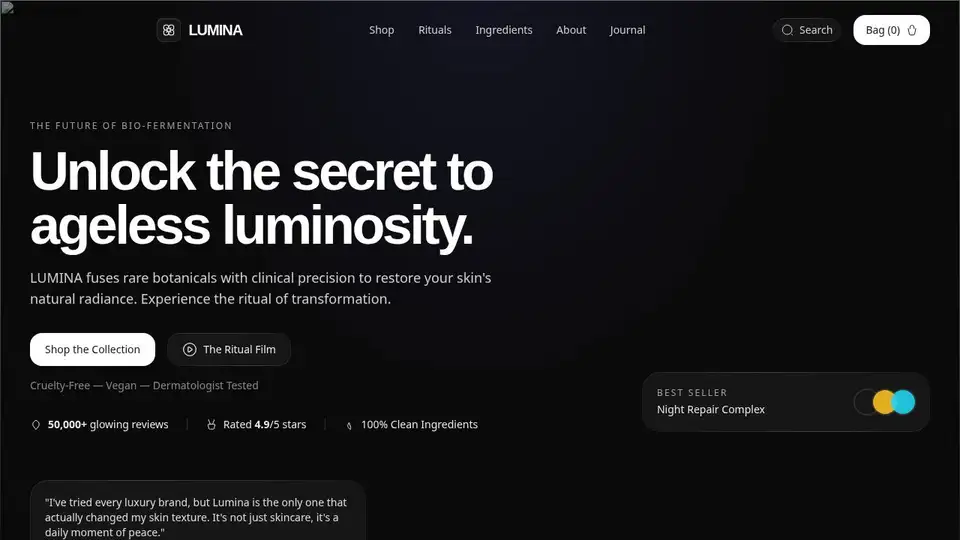 LUMINA
Shop
Rituals
Ingredients
About
Journal
Search
Bag (0)
THE FUTURE OF BIO-FERMENTATION
Unlock the secret to
ageless luminosity.
LUMINA fuses rare botanicals with clinical precision to restore your skin's
natural radiance. Experience the ritual of transformation.
Shop the Collection
The Ritual Film
Cruelty-Free — Vegan — Dermatologist Tested
50,000+ glowing reviews
Rated 4.9/5 stars
100% Clean Ingredients
BEST SELLER
Night Repair Complex
"I've tried every luxury brand, but Lumina is the only one that
actually changed my skin texture. It's not just skincare, it's a
daily moment of peace."